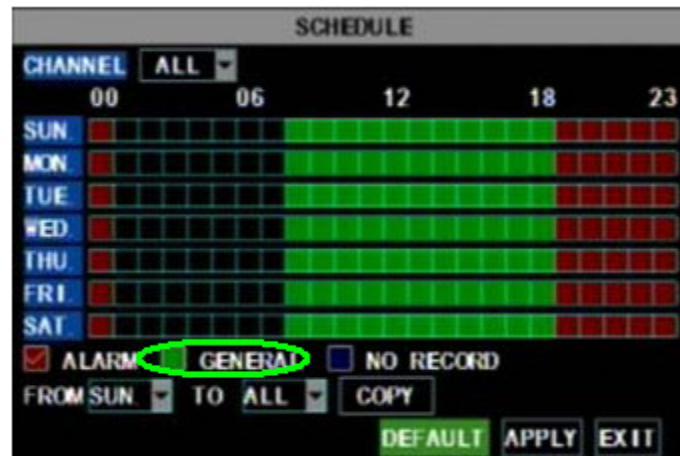 SCHEDULE
CHANNEL ALL
00 06 12 18 23
SUN.
MON.
TUE.
WED.
THU.
FRI.
SAT.
ALARM GENERAL NO RECORD
FROM SUN. TO ALL COPY
DEFAULT APPLY EXIT